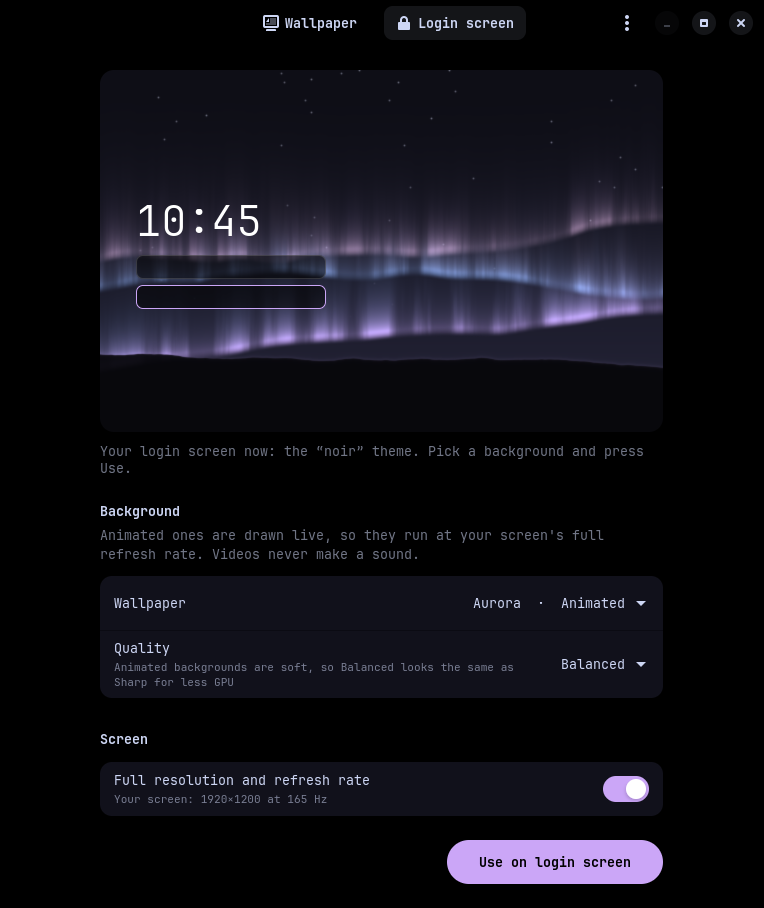 Wallpaper
Login screen
10:45
Your login screen now: the “noir” theme. Pick a background and press
Use.
Background
Animated ones are drawn live, so they run at your screen's full
refresh rate. Videos never make a sound.
Wallpaper
Aurora · Animated
Quality
Animated backgrounds are soft, so Balanced looks the same as
Sharp for less GPU
Balanced
Screen
Full resolution and refresh rate
Your screen: 1920×1200 at 165 Hz
Use on login screen